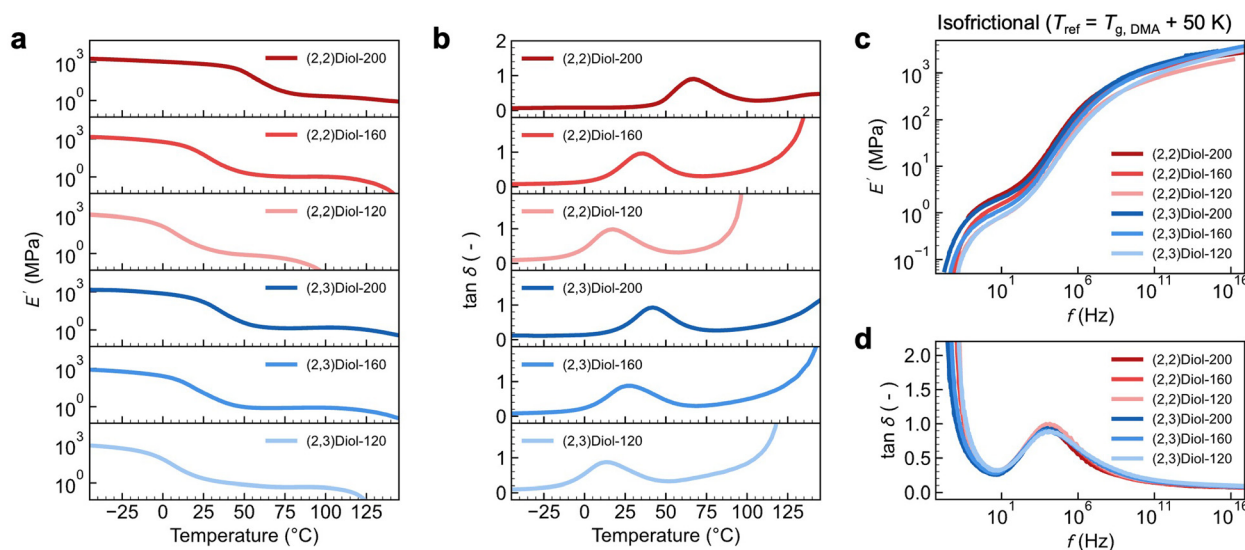 a
E′ (MPa)
10³
10⁰
(2,2)Diol-200
10³
10⁰
(2,2)Diol-160
10³
10⁰
(2,2)Diol-120
10³
10⁰
(2,3)Diol-200
10³
10⁰
(2,3)Diol-160
10³
10⁰
(2,3)Diol-120
−25 0 25 50 75 100 125
Temperature (°C)
b
tan δ ( - )
2
1
0
(2,2)Diol-200
1
0
(2,2)Diol-160
1
0
(2,2)Diol-120
1
0
(2,3)Diol-200
1
0
(2,3)Diol-160
1
0
(2,3)Diol-120
−25 0 25 50 75 100 125
Temperature (°C)
Isofrictional (Tref = Tg, DMA + 50 K)
c
E′ (MPa)
10³
10²
10¹
10⁰
10⁻¹
(2,2)Diol-200
(2,2)Diol-160
(2,2)Diol-120
(2,3)Diol-200
(2,3)Diol-160
(2,3)Diol-120
10¹ 10⁶ 10¹¹ 10¹⁶
f (Hz)
d
tan δ ( - )
2.0
1.5
1.0
0.5
0.0
(2,2)Diol-200
(2,2)Diol-160
(2,2)Diol-120
(2,3)Diol-200
(2,3)Diol-160
(2,3)Diol-120
10¹ 10⁶ 10¹¹ 10¹⁶
f (Hz)